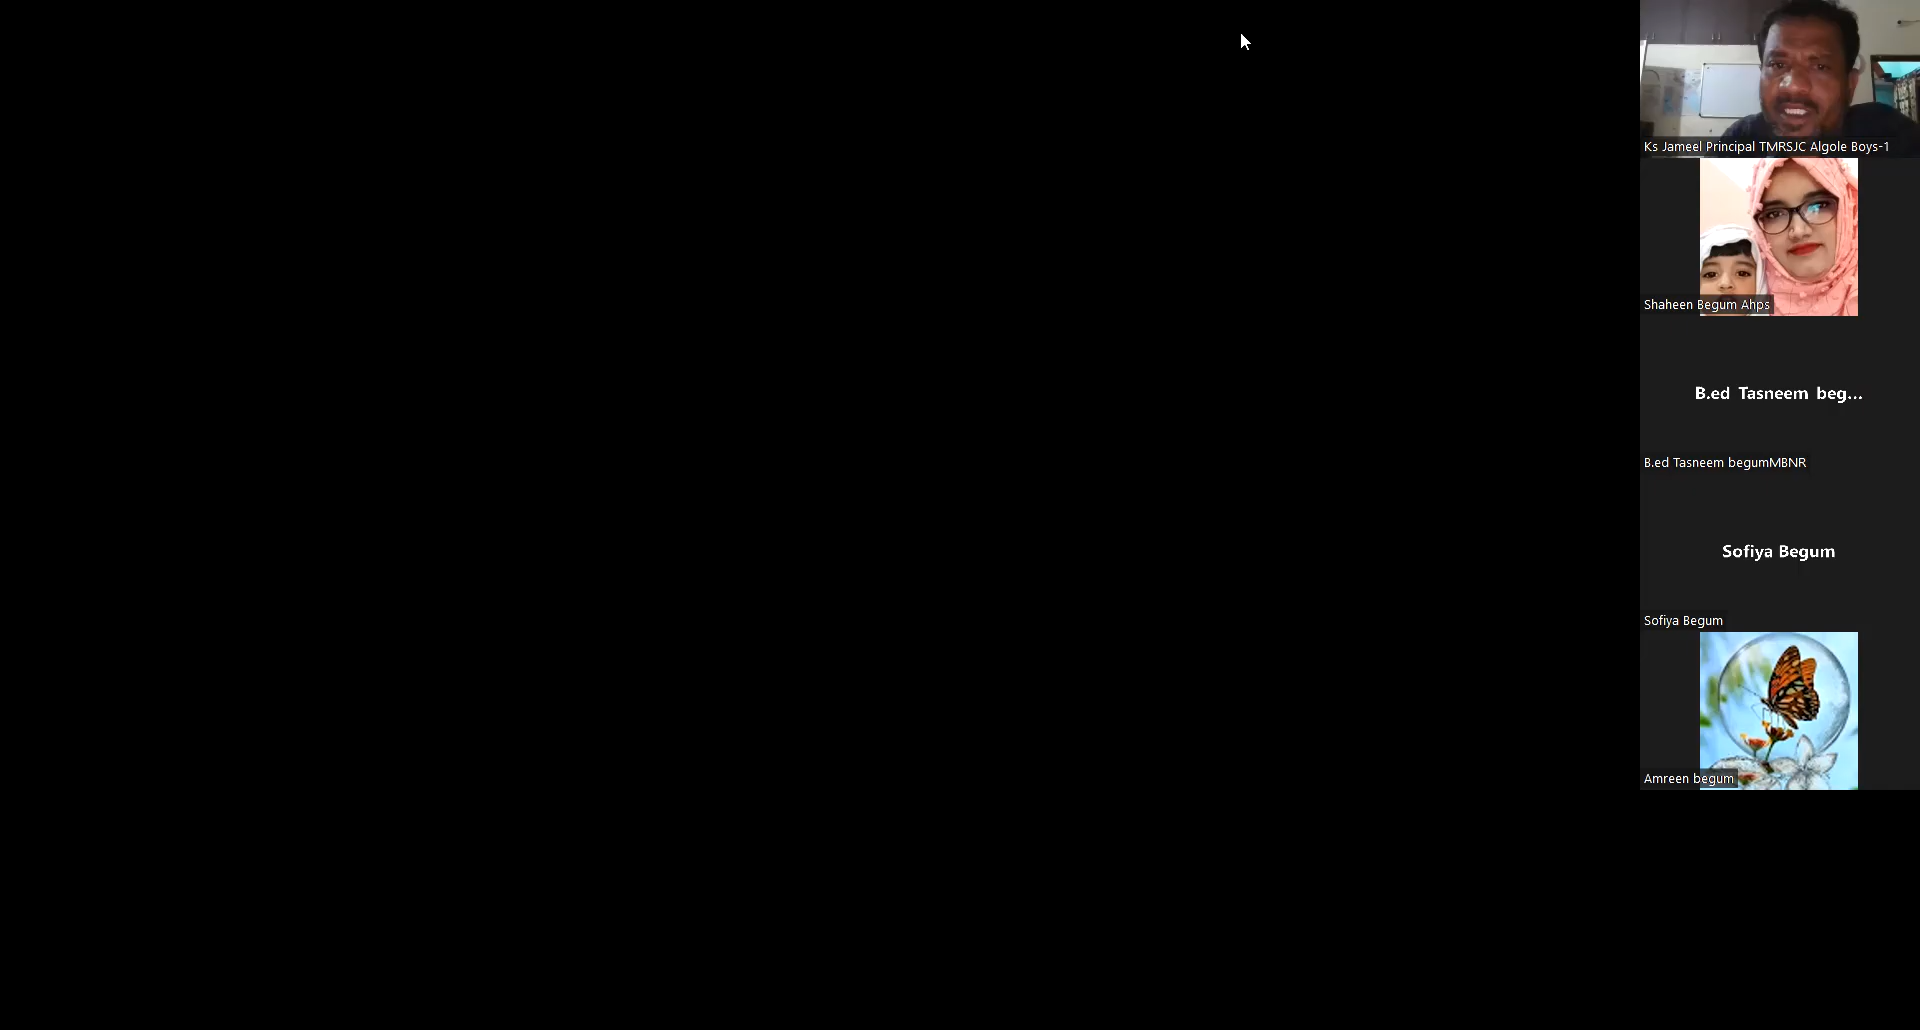 Ks Jameel Principal TMRSJC Algole Boys-1
Shaheen Begum Ahps
B.ed Tasneem beg...
B.ed Tasneem begumMBNR
Sofiya Begum
Sofiya Begum
Amreen begum